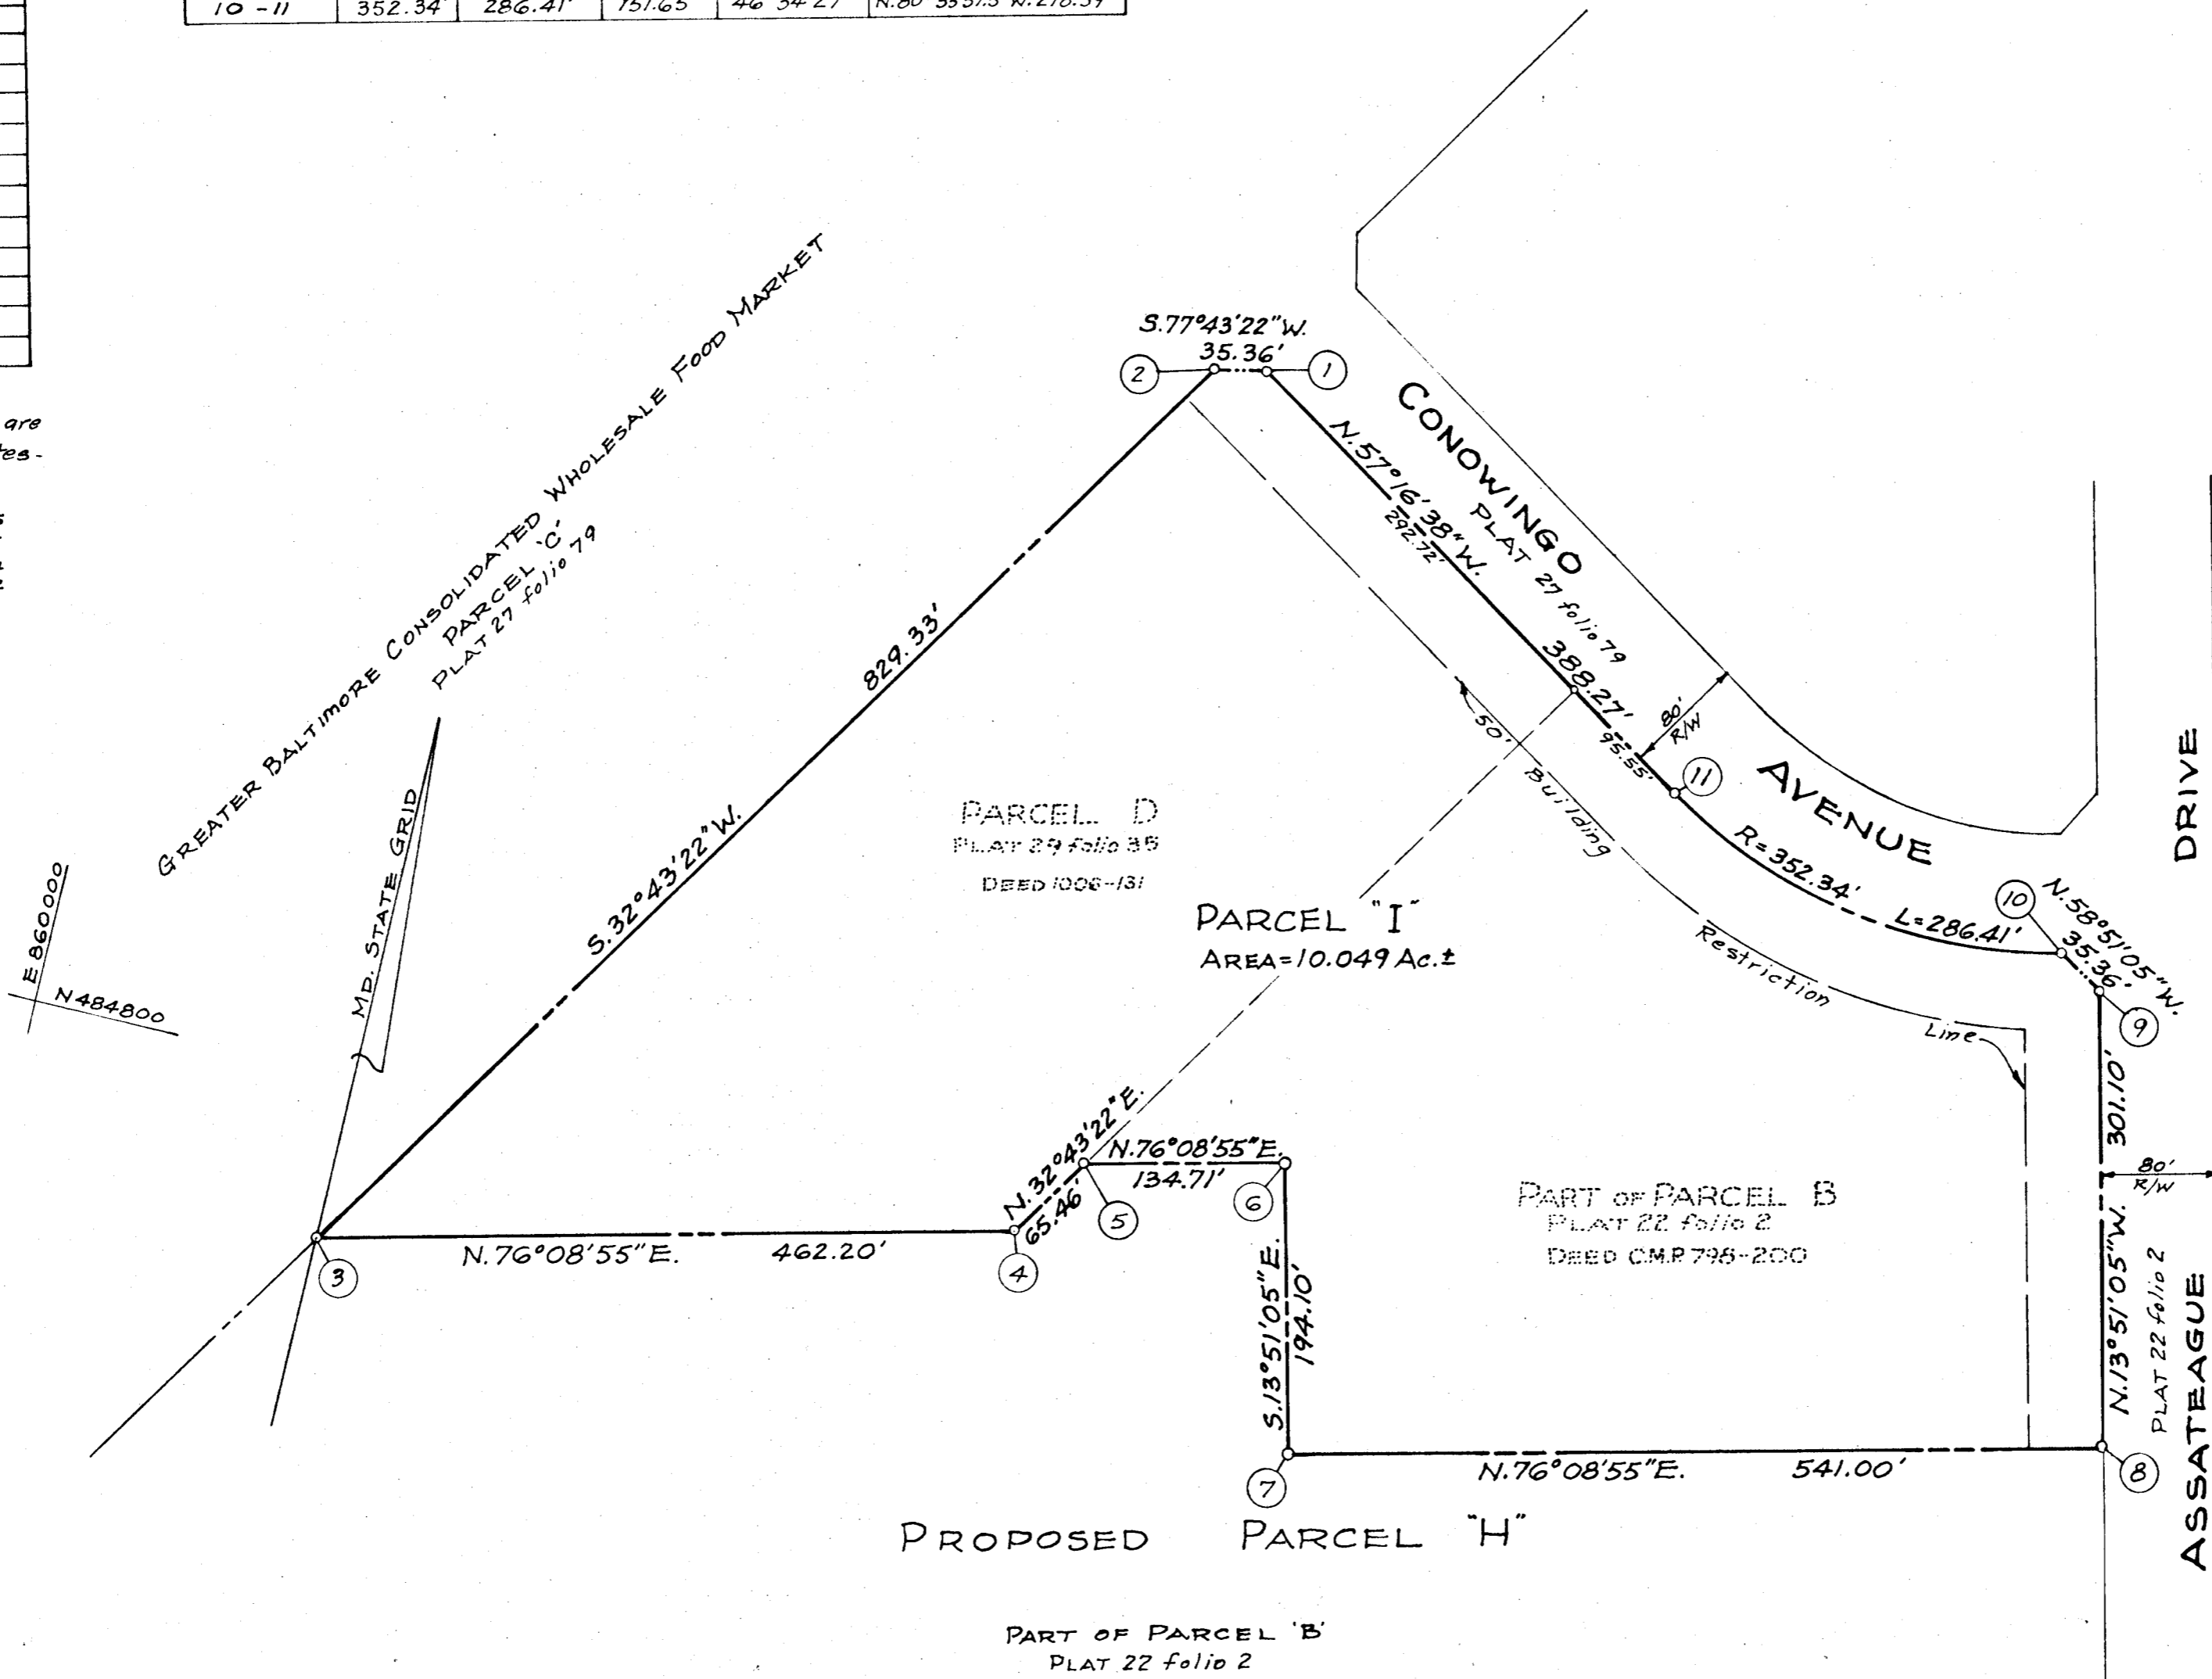 10 - 11 352.34' 286.41' 151.65' 46°34'27"
are
tes-
GREATER BALTIMORE CONSOLIDATED WHOLESALE FOOD MARKET
PARCEL 'C'
PLAT 27 folio 79
S.77°43'22"W.
35.36'
2
1
CONOWINGO
AVENUE
PLAT 27 folio 79
N.57°16'38"W.
292.72'
388.27'
95.55'
80'
R/W
11
50'
Building
Restriction
Line
R=352.34'
L=286.41'
10
N.58°51'05"W.
35.36'
9
DRIVE
829.33'
S.32°43'22"W.
MD. STATE GRID
E 860000
N 484800
PARCEL D
PLAT 29 folio 35
DEED 1006-131
PARCEL "I"
AREA=10.049 AC.±
301.10'
80'
R/W
N.13°51'05"W.
PLAT 22 folio 2
ASSATEAGUE
N.32°43'22"E.
65.46'
N.76°08'55"E.
134.71'
5
6
PART OF PARCEL B
PLAT 22 folio 2
DEED C.M.P. 798-200
3
N.76°08'55"E. 462.20'
4
S.13°51'05"E.
194.10'
7
N.76°08'55"E. 541.00'
8
PROPOSED PARCEL "H"
PART OF PARCEL 'B'
PLAT 22 folio 2